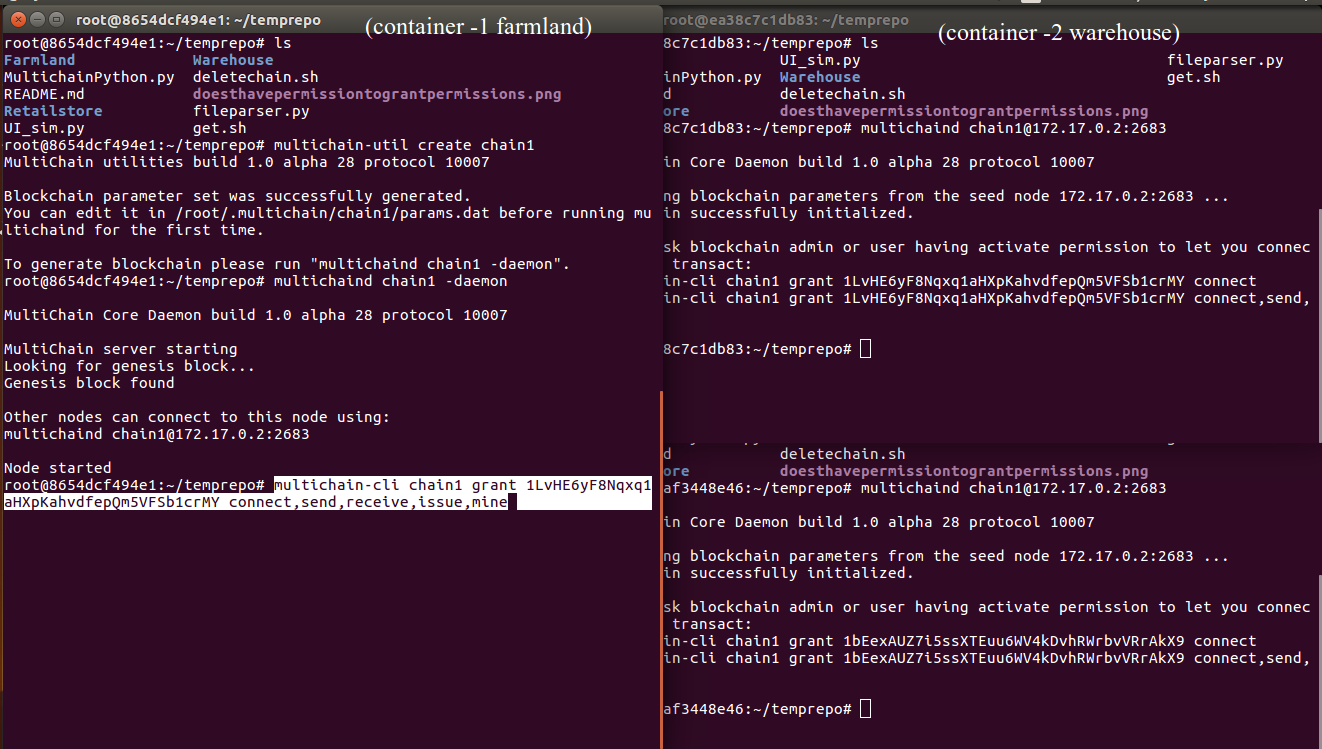 root@8654dcf494e1: ~/temprepo
(container -1 farmland)
root@8654dcf494e1:~/temprepo# ls
Farmland Warehouse
MultichainPython.py deletechain.sh
README.md doesthavepermissiontograntpermissions.png
Retailstore fileparser.py
UI_sim.py get.sh
root@8654dcf494e1:~/temprepo# multichain-util create chain1
MultiChain utilities build 1.0 alpha 28 protocol 10007
Blockchain parameter set was successfully generated.
You can edit it in /root/.multichain/chain1/params.dat before running mu
ltichaind for the first time.
To generate blockchain please run "multichaind chain1 -daemon".
root@8654dcf494e1:~/temprepo# multichaind chain1 -daemon
MultiChain Core Daemon build 1.0 alpha 28 protocol 10007
MultiChain server starting
Looking for genesis block...
Genesis block found
Other nodes can connect to this node using:
multichaind chain1@172.17.0.2:2683
Node started
root@8654dcf494e1:~/temprepo# multichain-cli chain1 grant 1LvHE6yF8Nqxq1
aHXpKahvdfepQm5VFSb1crMY connect,send,receive,issue,mine
root@ea38c7c1db83: ~/temprepo
(container -2 warehouse)
8c7c1db83:~/temprepo# ls
UI_sim.py fileparser.py
inPython.py Warehouse get.sh
d deletechain.sh
ore doesthavepermissiontograntpermissions.png
8c7c1db83:~/temprepo# multichaind chain1@172.17.0.2:2683
in Core Daemon build 1.0 alpha 28 protocol 10007
ng blockchain parameters from the seed node 172.17.0.2:2683 ...
in successfully initialized.
sk blockchain admin or user having activate permission to let you connec
transact:
in-cli chain1 grant 1LvHE6yF8Nqxq1aHXpKahvdfepQm5VFSb1crMY connect
in-cli chain1 grant 1LvHE6yF8Nqxq1aHXpKahvdfepQm5VFSb1crMY connect,send,
8c7c1db83:~/temprepo#
d deletechain.sh
ore doesthavepermissiontograntpermissions.png
af3448e46:~/temprepo# multichaind chain1@172.17.0.2:2683
in Core Daemon build 1.0 alpha 28 protocol 10007
ng blockchain parameters from the seed node 172.17.0.2:2683 ...
in successfully initialized.
sk blockchain admin or user having activate permission to let you connec
transact:
in-cli chain1 grant 1bEexAUZ7i5ssXTEuu6WV4kDvhRWrbvVRrAkX9 connect
in-cli chain1 grant 1bEexAUZ7i5ssXTEuu6WV4kDvhRWrbvVRrAkX9 connect,send,
af3448e46:~/temprepo#